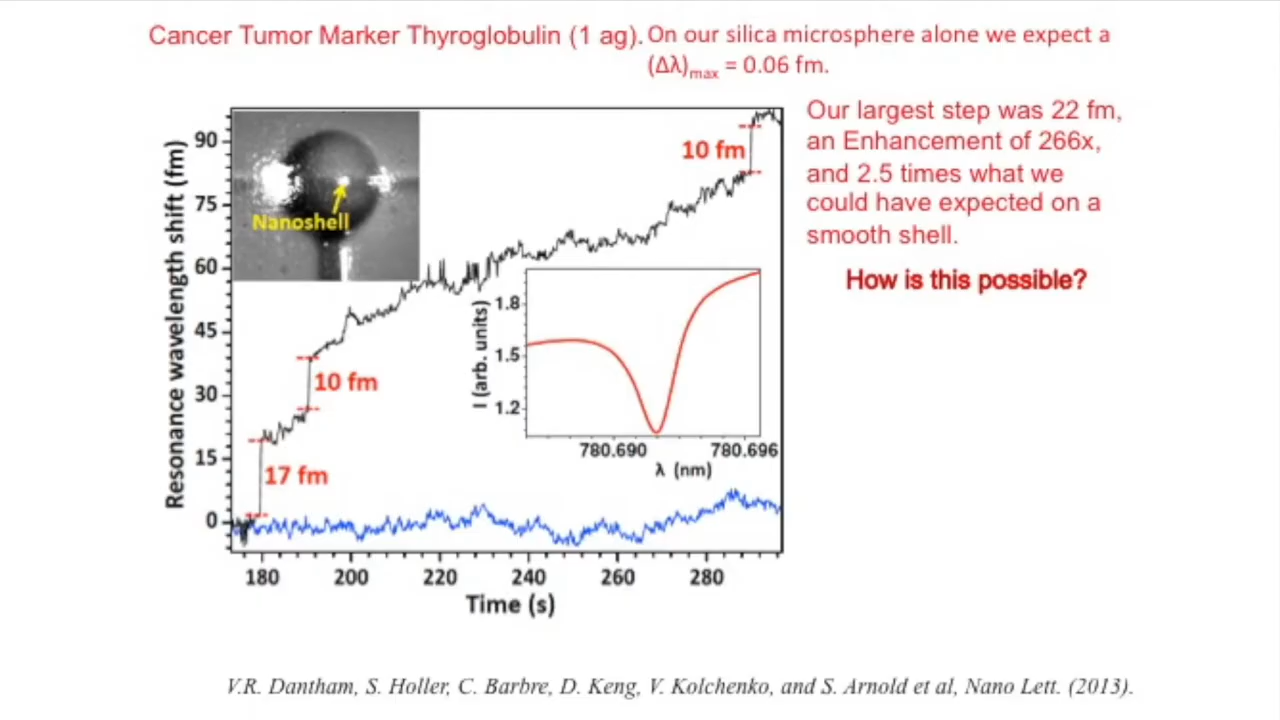 Cancer Tumor Marker Thyroglobulin (1 ag). On our silica microsphere alone we expect a
(Δλ)max = 0.06 fm.
Our largest step was 22 fm,
an Enhancement of 266x,
and 2.5 times what we
could have expected on a
smooth shell.
How is this possible?
Resonance wavelength shift (fm)
90
75
60
45
30
15
0
Nanoshell
10 fm
10 fm
17 fm
I (arb. units)
1.8
1.5
1.2
780.690
780.696
λ (nm)
180
200
220
240
260
280
Time (s)
V.R. Dantham, S. Holler, C. Barbre, D. Keng, V. Kolchenko, and S. Arnold et al, Nano Lett. (2013).